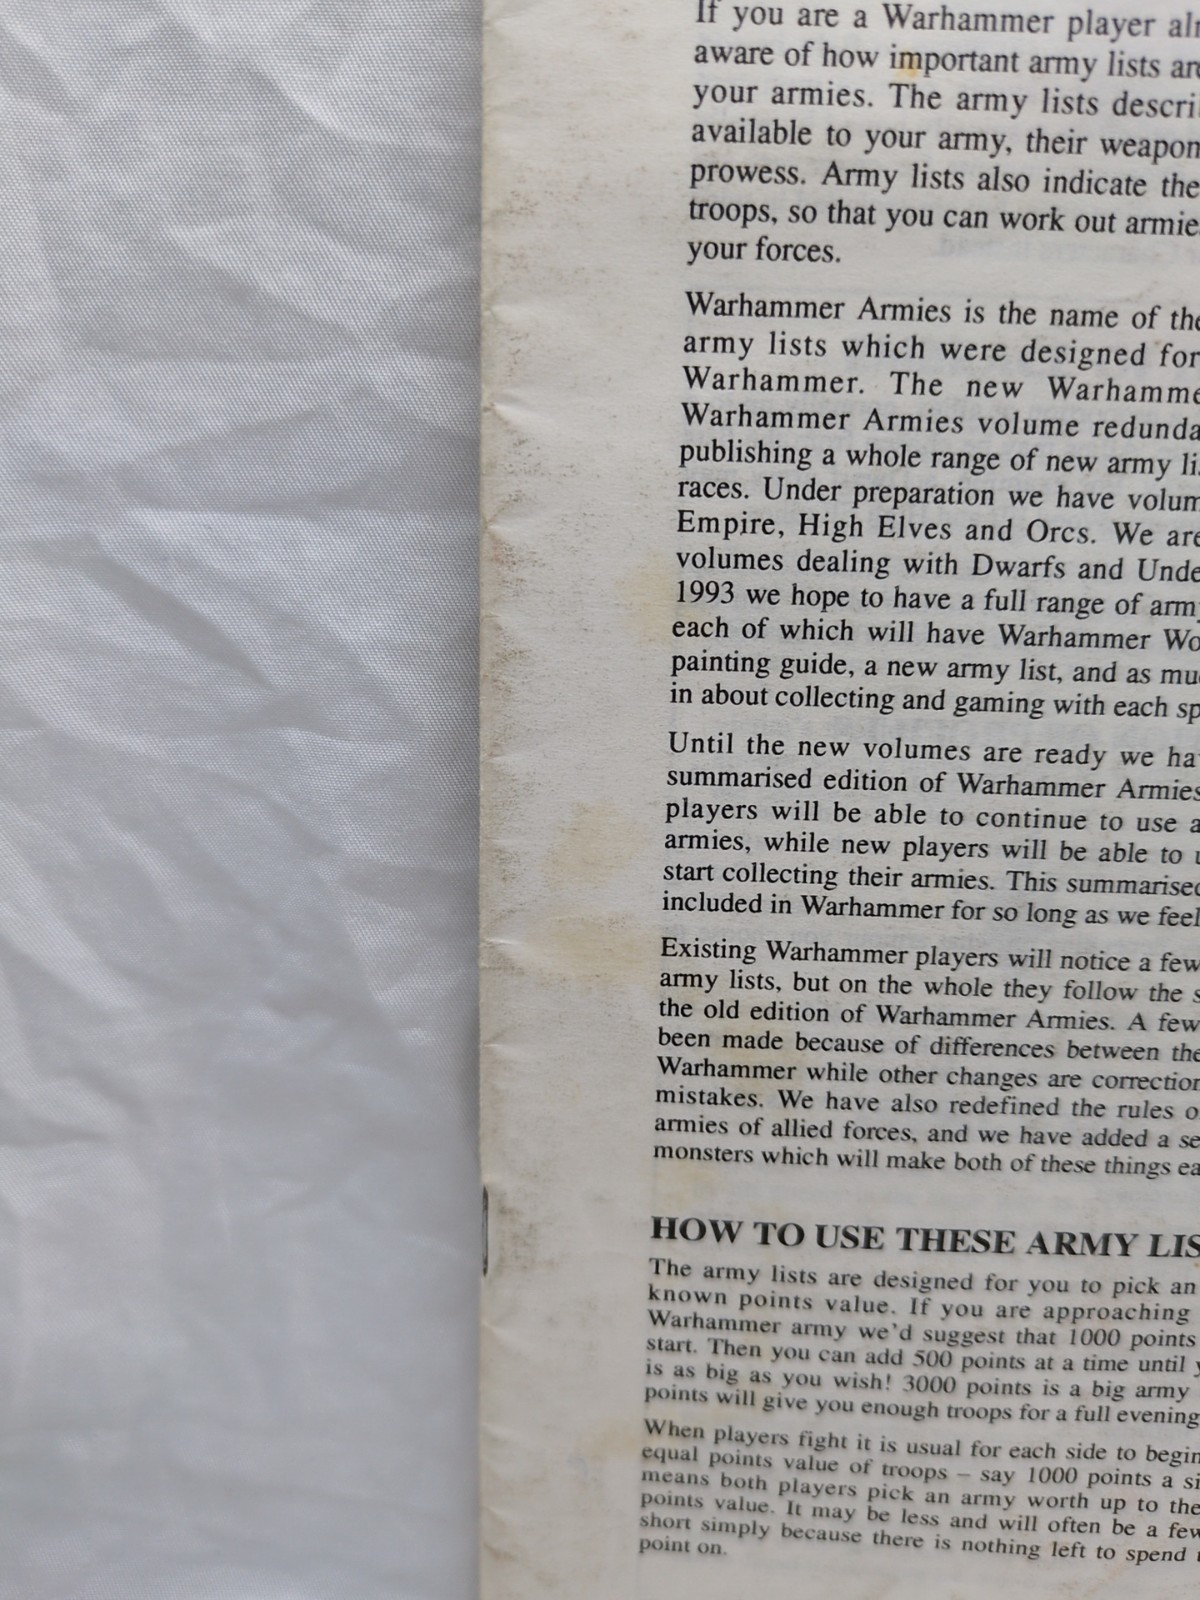 If you are a Warhammer player alr
aware of how important army lists are
your armies. The army lists descri
available to your army, their weapon
prowess. Army lists also indicate the
troops, so that you can work out armie
your forces.
Warhammer Armies is the name of the
army lists which were designed for
Warhammer. The new Warhamme
Warhammer Armies volume redunda
publishing a whole range of new army li
races. Under preparation we have volum
Empire, High Elves and Orcs. We are
volumes dealing with Dwarfs and Unde
1993 we hope to have a full range of army
each of which will have Warhammer Wo
painting guide, a new army list, and as mu
in about collecting and gaming with each sp
Until the new volumes are ready we ha
summarised edition of Warhammer Armies
players will be able to continue to use a
armies, while new players will be able to u
start collecting their armies. This summarised
included in Warhammer for so long as we feel
Existing Warhammer players will notice a few
army lists, but on the whole they follow the s
the old edition of Warhammer Armies. A few
been made because of differences between the
Warhammer while other changes are correction
mistakes. We have also redefined the rules o
armies of allied forces, and we have added a se
monsters which will make both of these things ea
HOW TO USE THESE ARMY LIS
The army lists are designed for you to pick an
known points value. If you are approaching
Warhammer army we'd suggest that 1000 points
start. Then you can add 500 points at a time until y
is as big as you wish! 3000 points is a big army
points will give you enough troops for a full evening
When players fight it is usual for each side to begin
equal points value of troops – say 1000 points a si
means both players pick an army worth up to the
points value. It may be less and will often be a few
short simply because there is nothing left to spend t
point on.